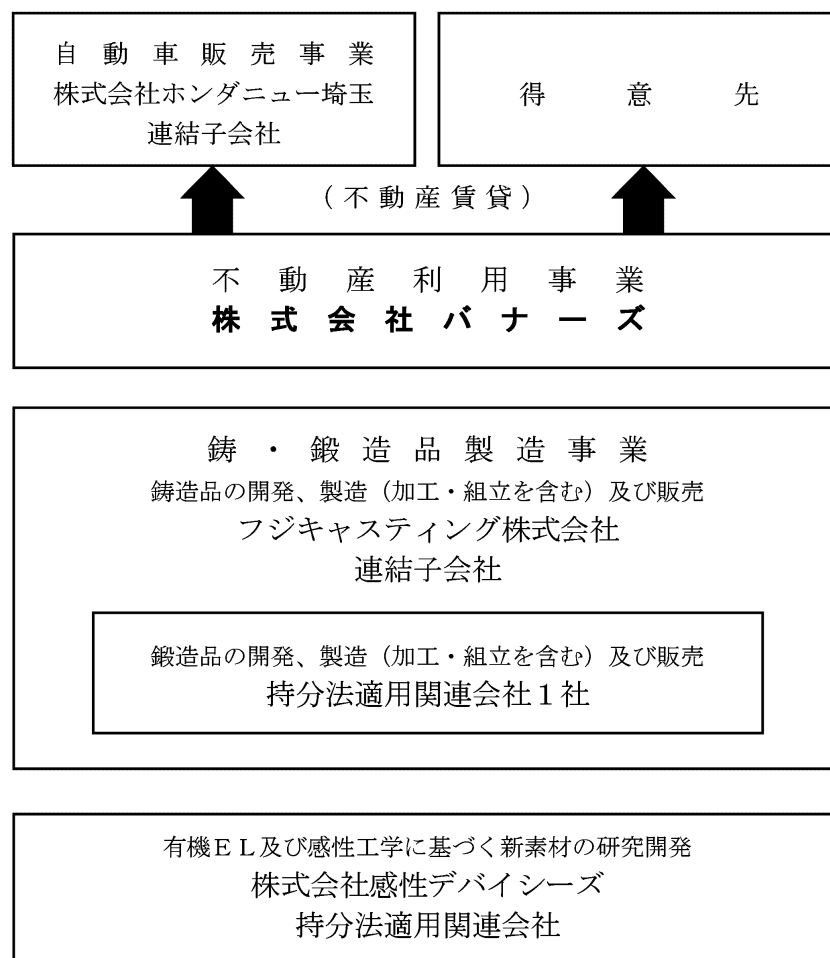 自動車販売事業
株式会社ホンダニュー埼玉
連結子会社
得意先
(不動産賃貸)
不動産利用事業
株式会社バナーズ
鋳・鍛造品製造事業
鋳造品の開発、製造(加工・組立を含む)及び販売
フジキャスティング株式会社
連結子会社
鍛造品の開発、製造(加工・組立を含む)及び販売
持分法適用関連会社1社
有機EL及び感性工学に基づく新素材の研究開発
株式会社感性デバイシーズ
持分法適用関連会社